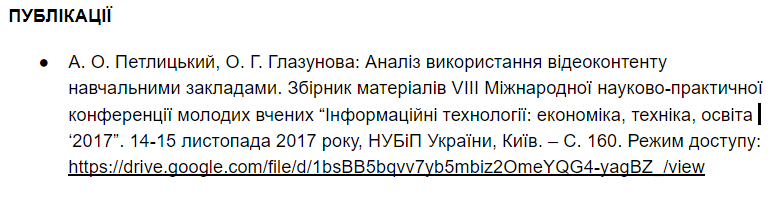 ПУБЛІКАЦІЇ
● А. О. Петлицький, О. Г. Глазунова: Аналіз використання відеоконтенту
навчальними закладами. Збірник матеріалів VIII Міжнародної науково-практичної
конференції молодих вчених “Інформаційні технології: економіка, техніка, освіта
‘2017”. 14-15 листопада 2017 року, НУБіП України, Київ. – С. 160. Режим доступу:
https://drive.google.com/file/d/1bsBB5bqvv7yb5mbiz2OmeYQG4-yagBZ_/view